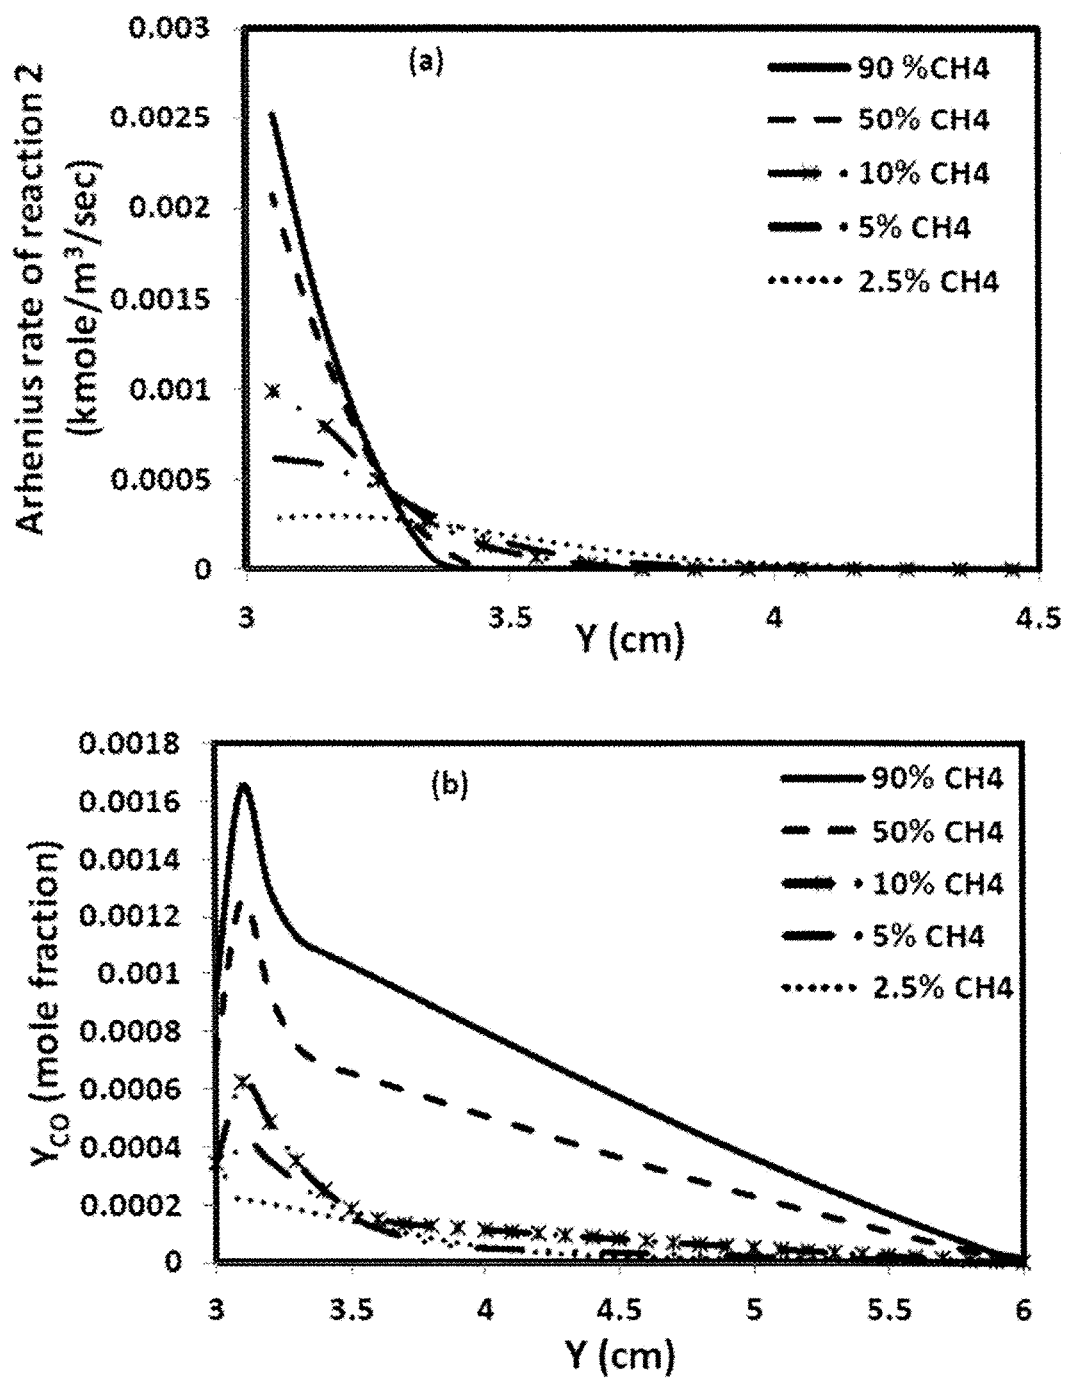 0.003
(a)
90 %CH4
0.0025
50% CH4
10% CH4
0.002
5% CH4
0.0015
2.5% CH4
0.001
0.0005
0
Arhenius rate of reaction 2
(kmole/m³/sec)
3
3.5
4
4.5
Y (cm)
0.0018
(b)
90% CH4
0.0016
50% CH4
0.0014
10% CH4
0.0012
5% CH4
0.001
2.5% CH4
0.0008
0.0006
0.0004
0.0002
0
Y_CO (mole fraction)
3
3.5
4
4.5
5
5.5
6
Y (cm)